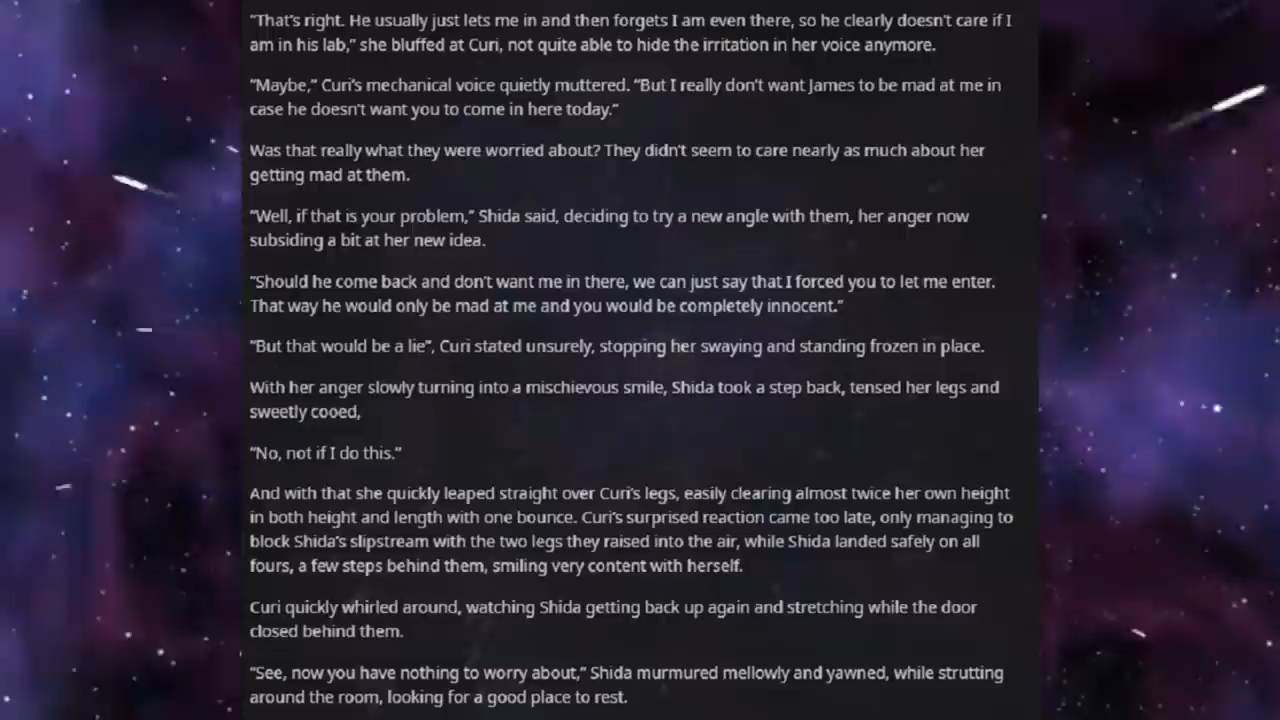 “That’s right. He usually just lets me in and then forgets I am even there, so he clearly doesn’t care if I
am in his lab,” she bluffed at Curi, not quite able to hide the irritation in her voice anymore.
“Maybe,” Curi’s mechanical voice quietly muttered. “But I really don’t want James to be mad at me in
case he doesn’t want you to come in here today.”
Was that really what they were worried about? They didn’t seem to care nearly as much about her
getting mad at them.
“Well, if that is your problem,” Shida said, deciding to try a new angle with them, her anger now
subsiding a bit at her new idea.
“Should he come back and don’t want me in there, we can just say that I forced you to let me enter.
That way he would only be mad at me and you would be completely innocent.”
“But that would be a lie”, Curi stated unsurely, stopping her swaying and standing frozen in place.
With her anger slowly turning into a mischievous smile, Shida took a step back, tensed her legs and
sweetly cooed,
“No, not if I do this.”
And with that she quickly leaped straight over Curi’s legs, easily clearing almost twice her own height
in both height and length with one bounce. Curi’s surprised reaction came too late, only managing to
block Shida’s slipstream with the two legs they raised into the air, while Shida landed safely on all
fours, a few steps behind them, smiling very content with herself.
Curi quickly whirled around, watching Shida getting back up again and stretching while the door
closed behind them.
“See, now you have nothing to worry about,” Shida murmured mellowly and yawned, while strutting
around the room, looking for a good place to rest.